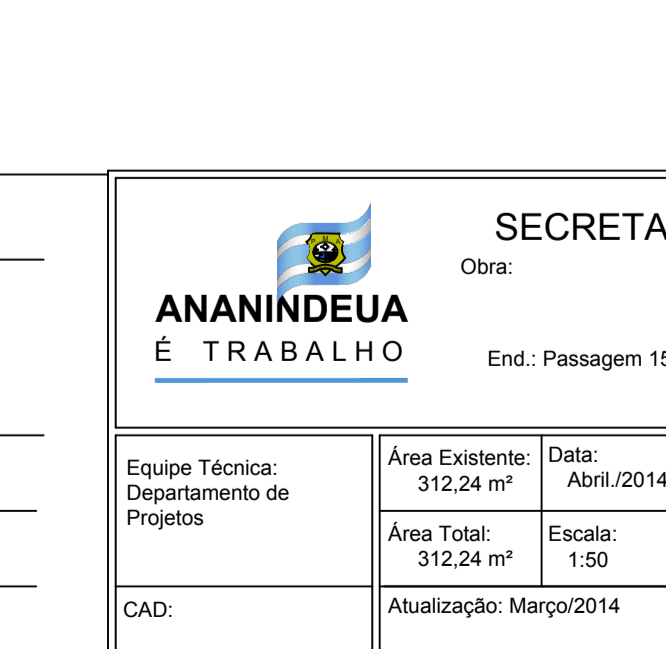 P M A
SECRETA
Obra:
ANANINDEUA
É TRABALHO
End.: Passagem 15
Equipe Técnica:
Departamento de
Projetos
Área Existente:
312,24 m²
Data:
Abril./2014
Área Total:
312,24 m²
Escala:
1:50
CAD:
Atualização: Março/2014